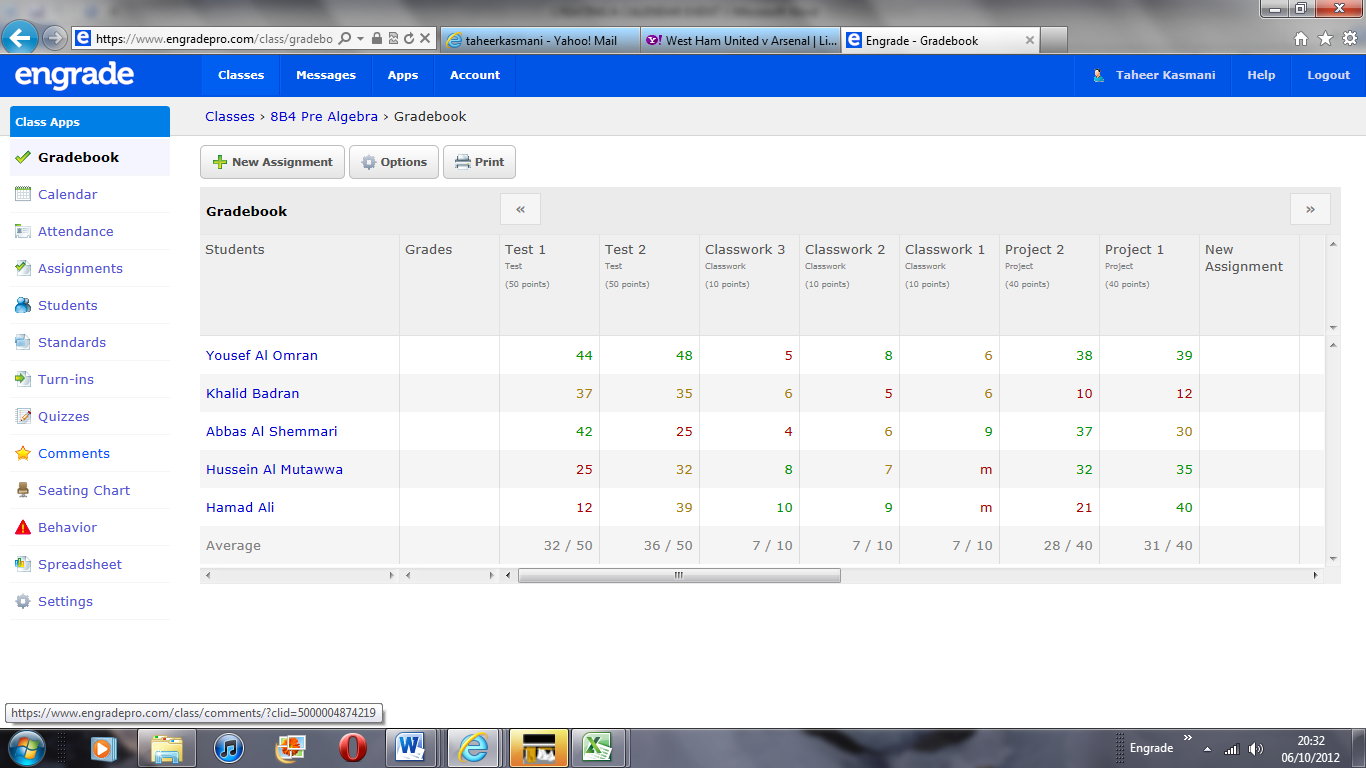 https://www.engradepro.com/class/gradebo
taheerkasmani - Yahoo! Mail
West Ham United v Arsenal | Li...
Engrade - Gradebook
engrade
Classes
Messages
Apps
Account
Taheer Kasmani
Help
Logout
Class Apps
Classes › 8B4 Pre Algebra › Gradebook
Gradebook
Calendar
Attendance
Assignments
Students
Standards
Turn-ins
Quizzes
Comments
Seating Chart
Behavior
Spreadsheet
Settings
New Assignment
Options
Print
Gradebook « »
Students Grades Test 1 Test 2 Classwork 3 Classwork 2 Classwork 1 Project 2 Project 1 New Assignment
Test Test Classwork Classwork Classwork Project Project
(50 points) (50 points) (10 points) (10 points) (10 points) (40 points) (40 points)
Yousef Al Omran 44 48 5 8 6 38 39
Khalid Badran 37 35 6 5 6 10 12
Abbas Al Shemmari 42 25 4 6 9 37 30
Hussein Al Mutawwa 25 32 8 7 m 32 35
Hamad Ali 12 39 10 9 m 21 40
Average 32 / 50 36 / 50 7 / 10 7 / 10 7 / 10 28 / 40 31 / 40
https://www.engradepro.com/class/comments/?clid=5000004874219
Engrade
20:32
06/10/2012